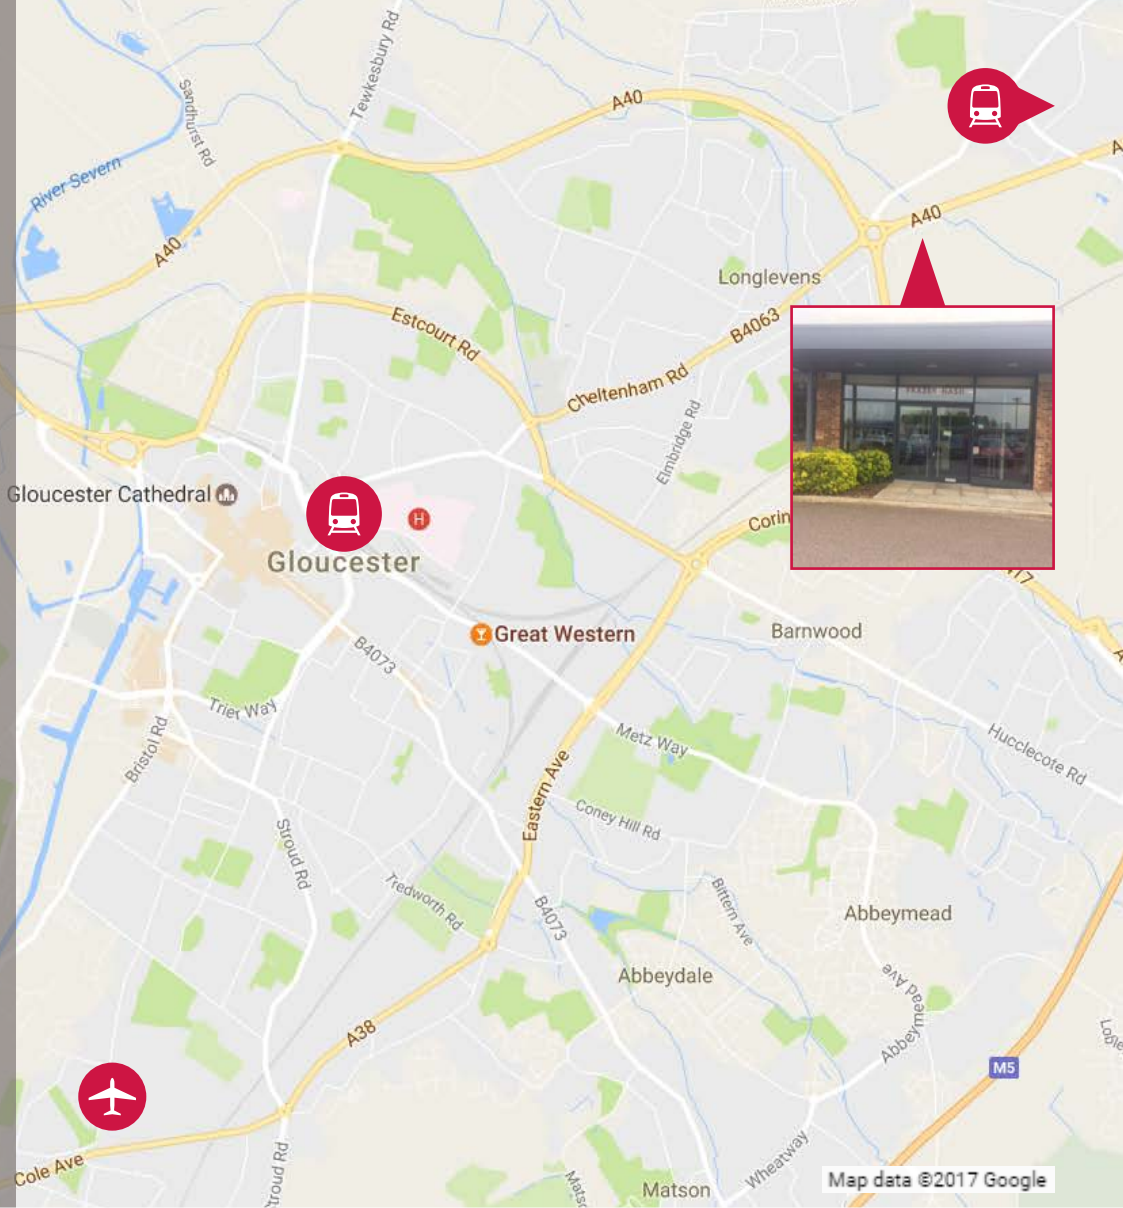 Tewkesbury Rd
A40
Sandhurst Rd
River Severn
A40
A40
Longlevens
B4063
Estcourt Rd
Cheltenham Rd
Elmbridge Rd
Gloucester Cathedral
H
Gloucester
Great Western
Barnwood
B4073
Trier Way
Bristol Rd
Metz Way
Hucclecote Rd
Eastern Ave
Coney Hill Rd
Stroud Rd
Tredworth Rd
B4073
Bittern Ave
Abbeymead
Abbeydale
Abbeymead Ave
A38
M5
Cole Ave
troud Rd
Wheatway
Matson
Map data ©2017 Google